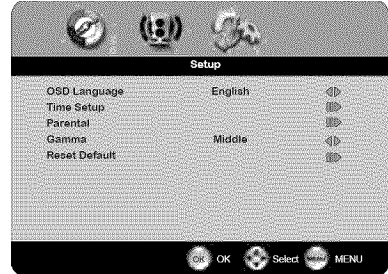 Setup
OSD Language English
Time Setup
Parental
Gamma Middle
Reset Default
OK OK Select MENU MENU